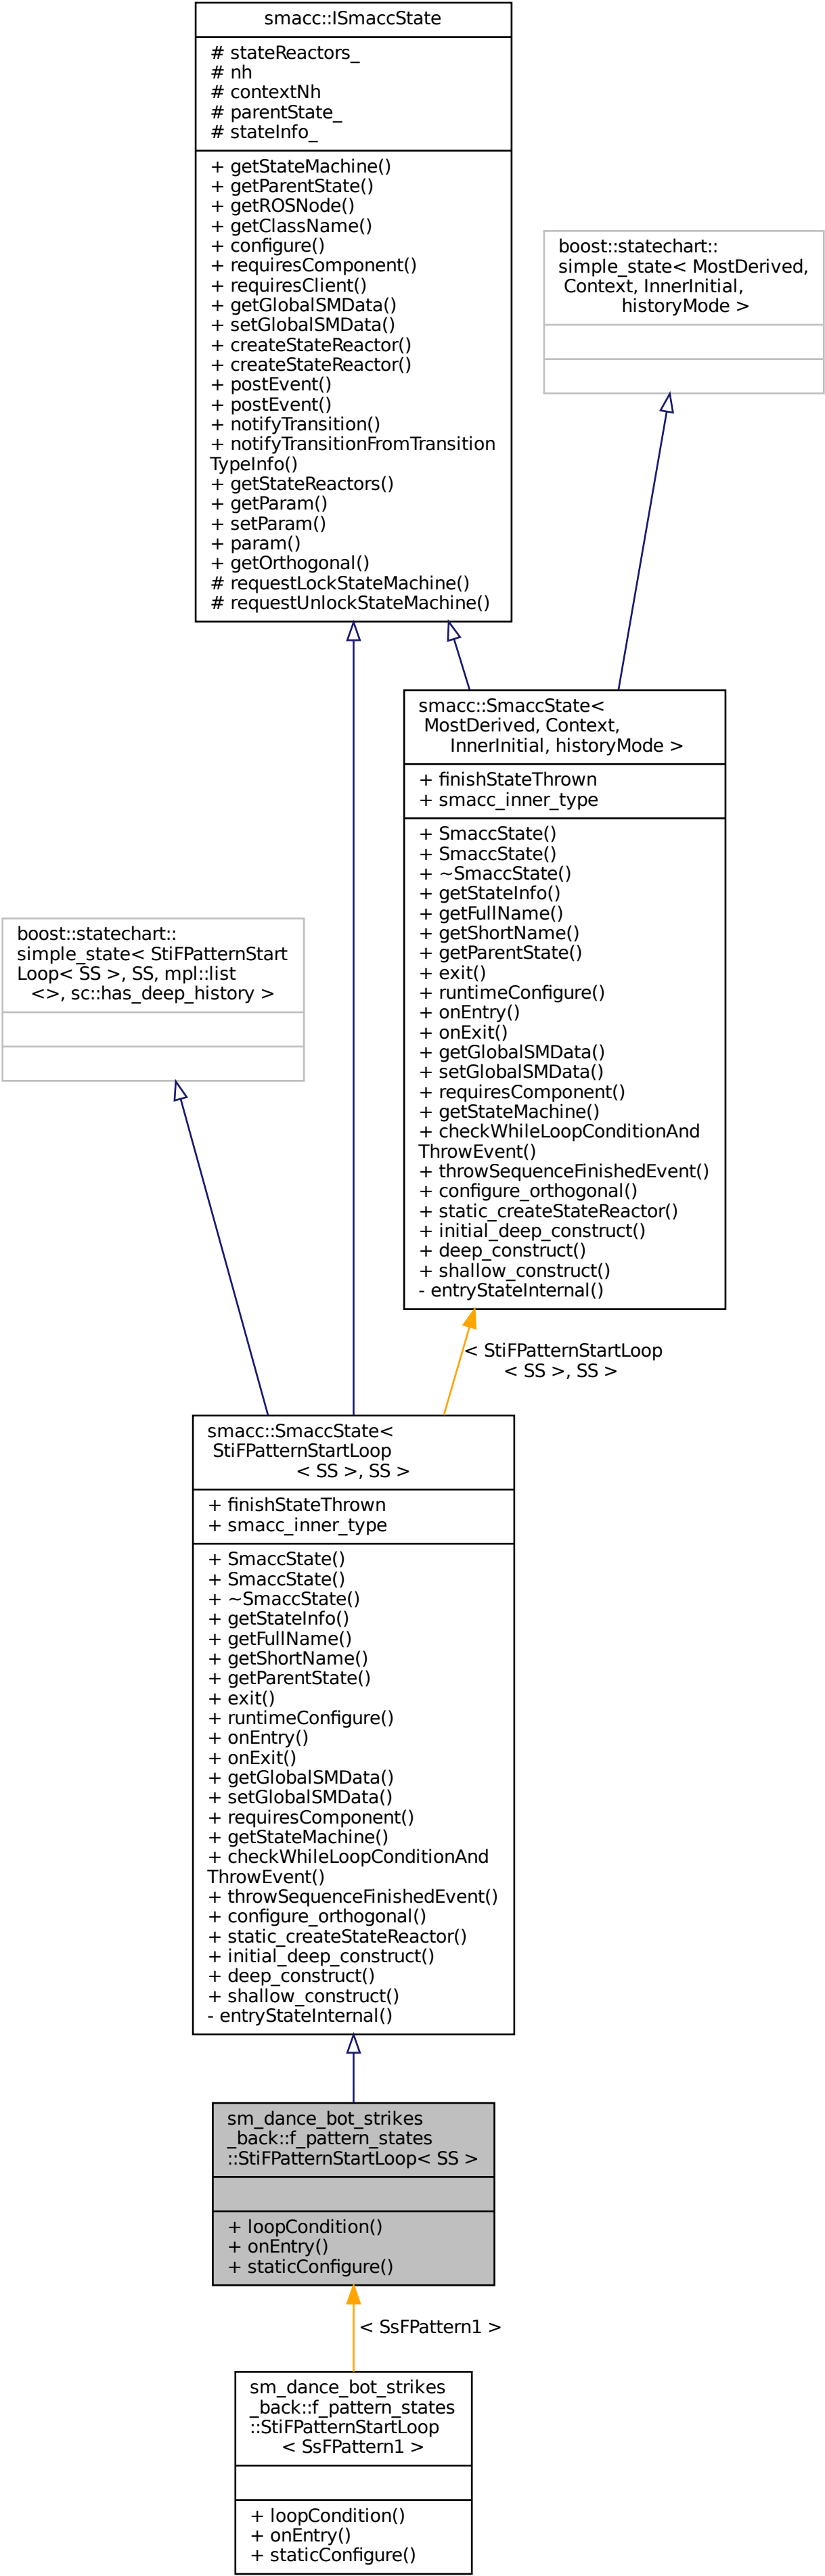 smacc::ISmaccState
# stateReactors_
# nh
# contextNh
# parentState_
# stateInfo_
+ getStateMachine()
+ getParentState()
+ getROSNode()
+ getClassName()
+ configure()
+ requiresComponent()
+ requiresClient()
+ getGlobalSMData()
+ setGlobalSMData()
+ createStateReactor()
+ createStateReactor()
+ postEvent()
+ postEvent()
+ notifyTransition()
+ notifyTransitionFromTransition
TypeInfo()
+ getStateReactors()
+ getParam()
+ setParam()
+ param()
+ getOrthogonal()
# requestLockStateMachine()
# requestUnlockStateMachine()
boost::statechart::
simple_state< MostDerived,
Context, InnerInitial,
historyMode >
smacc::SmaccState<
MostDerived, Context,
InnerInitial, historyMode >
+ finishStateThrown
+ smacc_inner_type
+ SmaccState()
+ SmaccState()
+ ~SmaccState()
+ getStateInfo()
+ getFullName()
+ getShortName()
+ getParentState()
+ exit()
+ runtimeConfigure()
+ onEntry()
+ onExit()
+ getGlobalSMData()
+ setGlobalSMData()
+ requiresComponent()
+ getStateMachine()
+ checkWhileLoopConditionAnd
ThrowEvent()
+ throwSequenceFinishedEvent()
+ configure_orthogonal()
+ static_createStateReactor()
+ initial_deep_construct()
+ deep_construct()
+ shallow_construct()
- entryStateInternal()
boost::statechart::
simple_state< StiFPatternStart
Loop< SS >, SS, mpl::list
<>, sc::has_deep_history >
< StiFPatternStartLoop
< SS >, SS >
smacc::SmaccState<
StiFPatternStartLoop
< SS >, SS >
+ finishStateThrown
+ smacc_inner_type
+ SmaccState()
+ SmaccState()
+ ~SmaccState()
+ getStateInfo()
+ getFullName()
+ getShortName()
+ getParentState()
+ exit()
+ runtimeConfigure()
+ onEntry()
+ onExit()
+ getGlobalSMData()
+ setGlobalSMData()
+ requiresComponent()
+ getStateMachine()
+ checkWhileLoopConditionAnd
ThrowEvent()
+ throwSequenceFinishedEvent()
+ configure_orthogonal()
+ static_createStateReactor()
+ initial_deep_construct()
+ deep_construct()
+ shallow_construct()
- entryStateInternal()
sm_dance_bot_strikes
_back::f_pattern_states
::StiFPatternStartLoop< SS >
+ loopCondition()
+ onEntry()
+ staticConfigure()
< SsFPattern1 >
sm_dance_bot_strikes
_back::f_pattern_states
::StiFPatternStartLoop
< SsFPattern1 >
+ loopCondition()
+ onEntry()
+ staticConfigure()